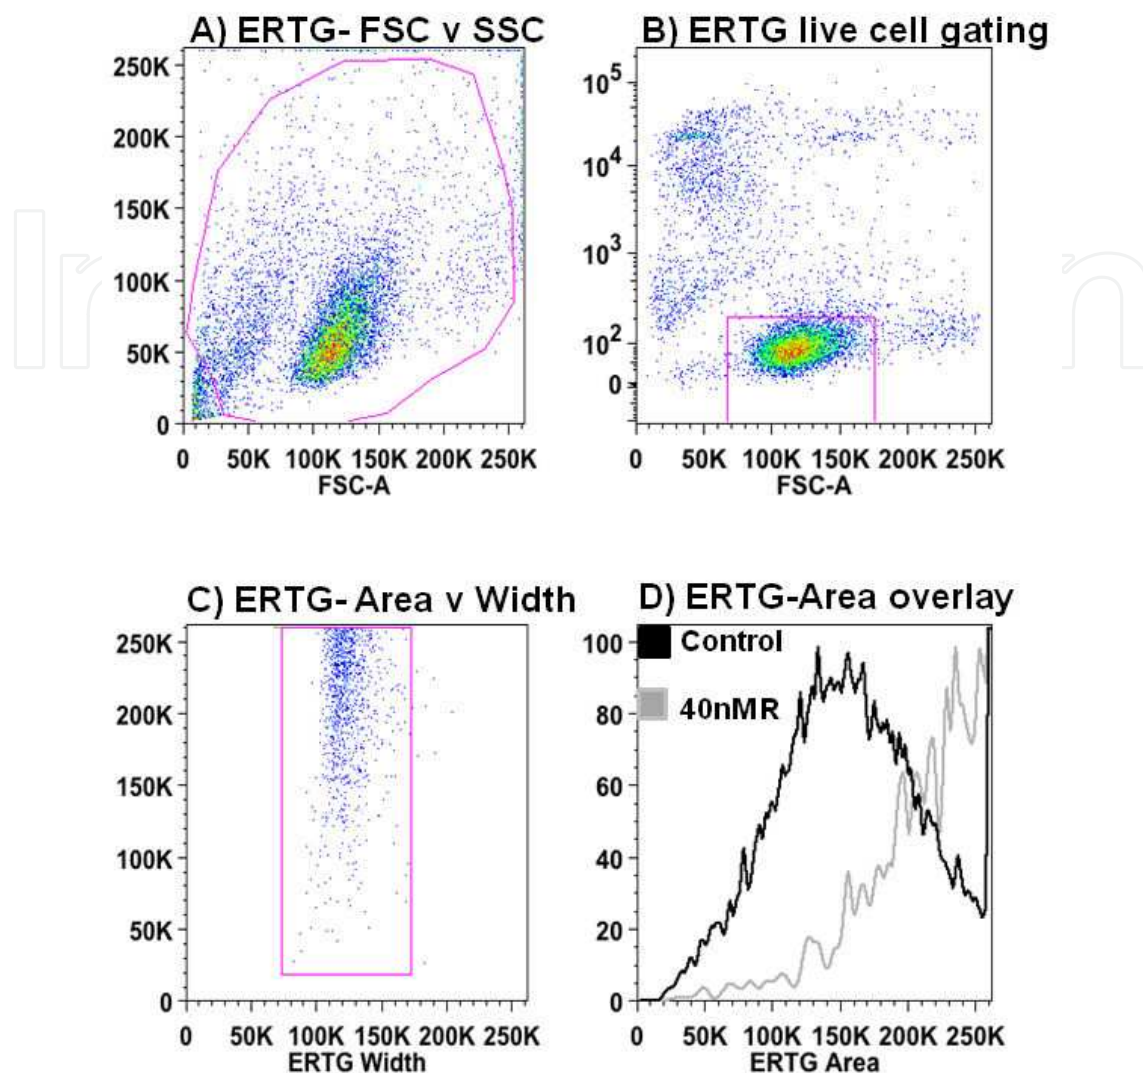 A) ERTG- FSC v SSC
250K
200K
150K
100K
50K
0
0 50K 100K 150K 200K 250K
FSC-A
B) ERTG live cell gating
10^5
10^4
10^3
10^2
0
0 50K 100K 150K 200K 250K
FSC-A
C) ERTG- Area v Width
250K
200K
150K
100K
50K
0
0 50K 100K 150K 200K 250K
ERTG Width
D) ERTG-Area overlay
Control
40nMR
100
80
60
40
20
0
0 50K 100K 150K 200K 250K
ERTG Area